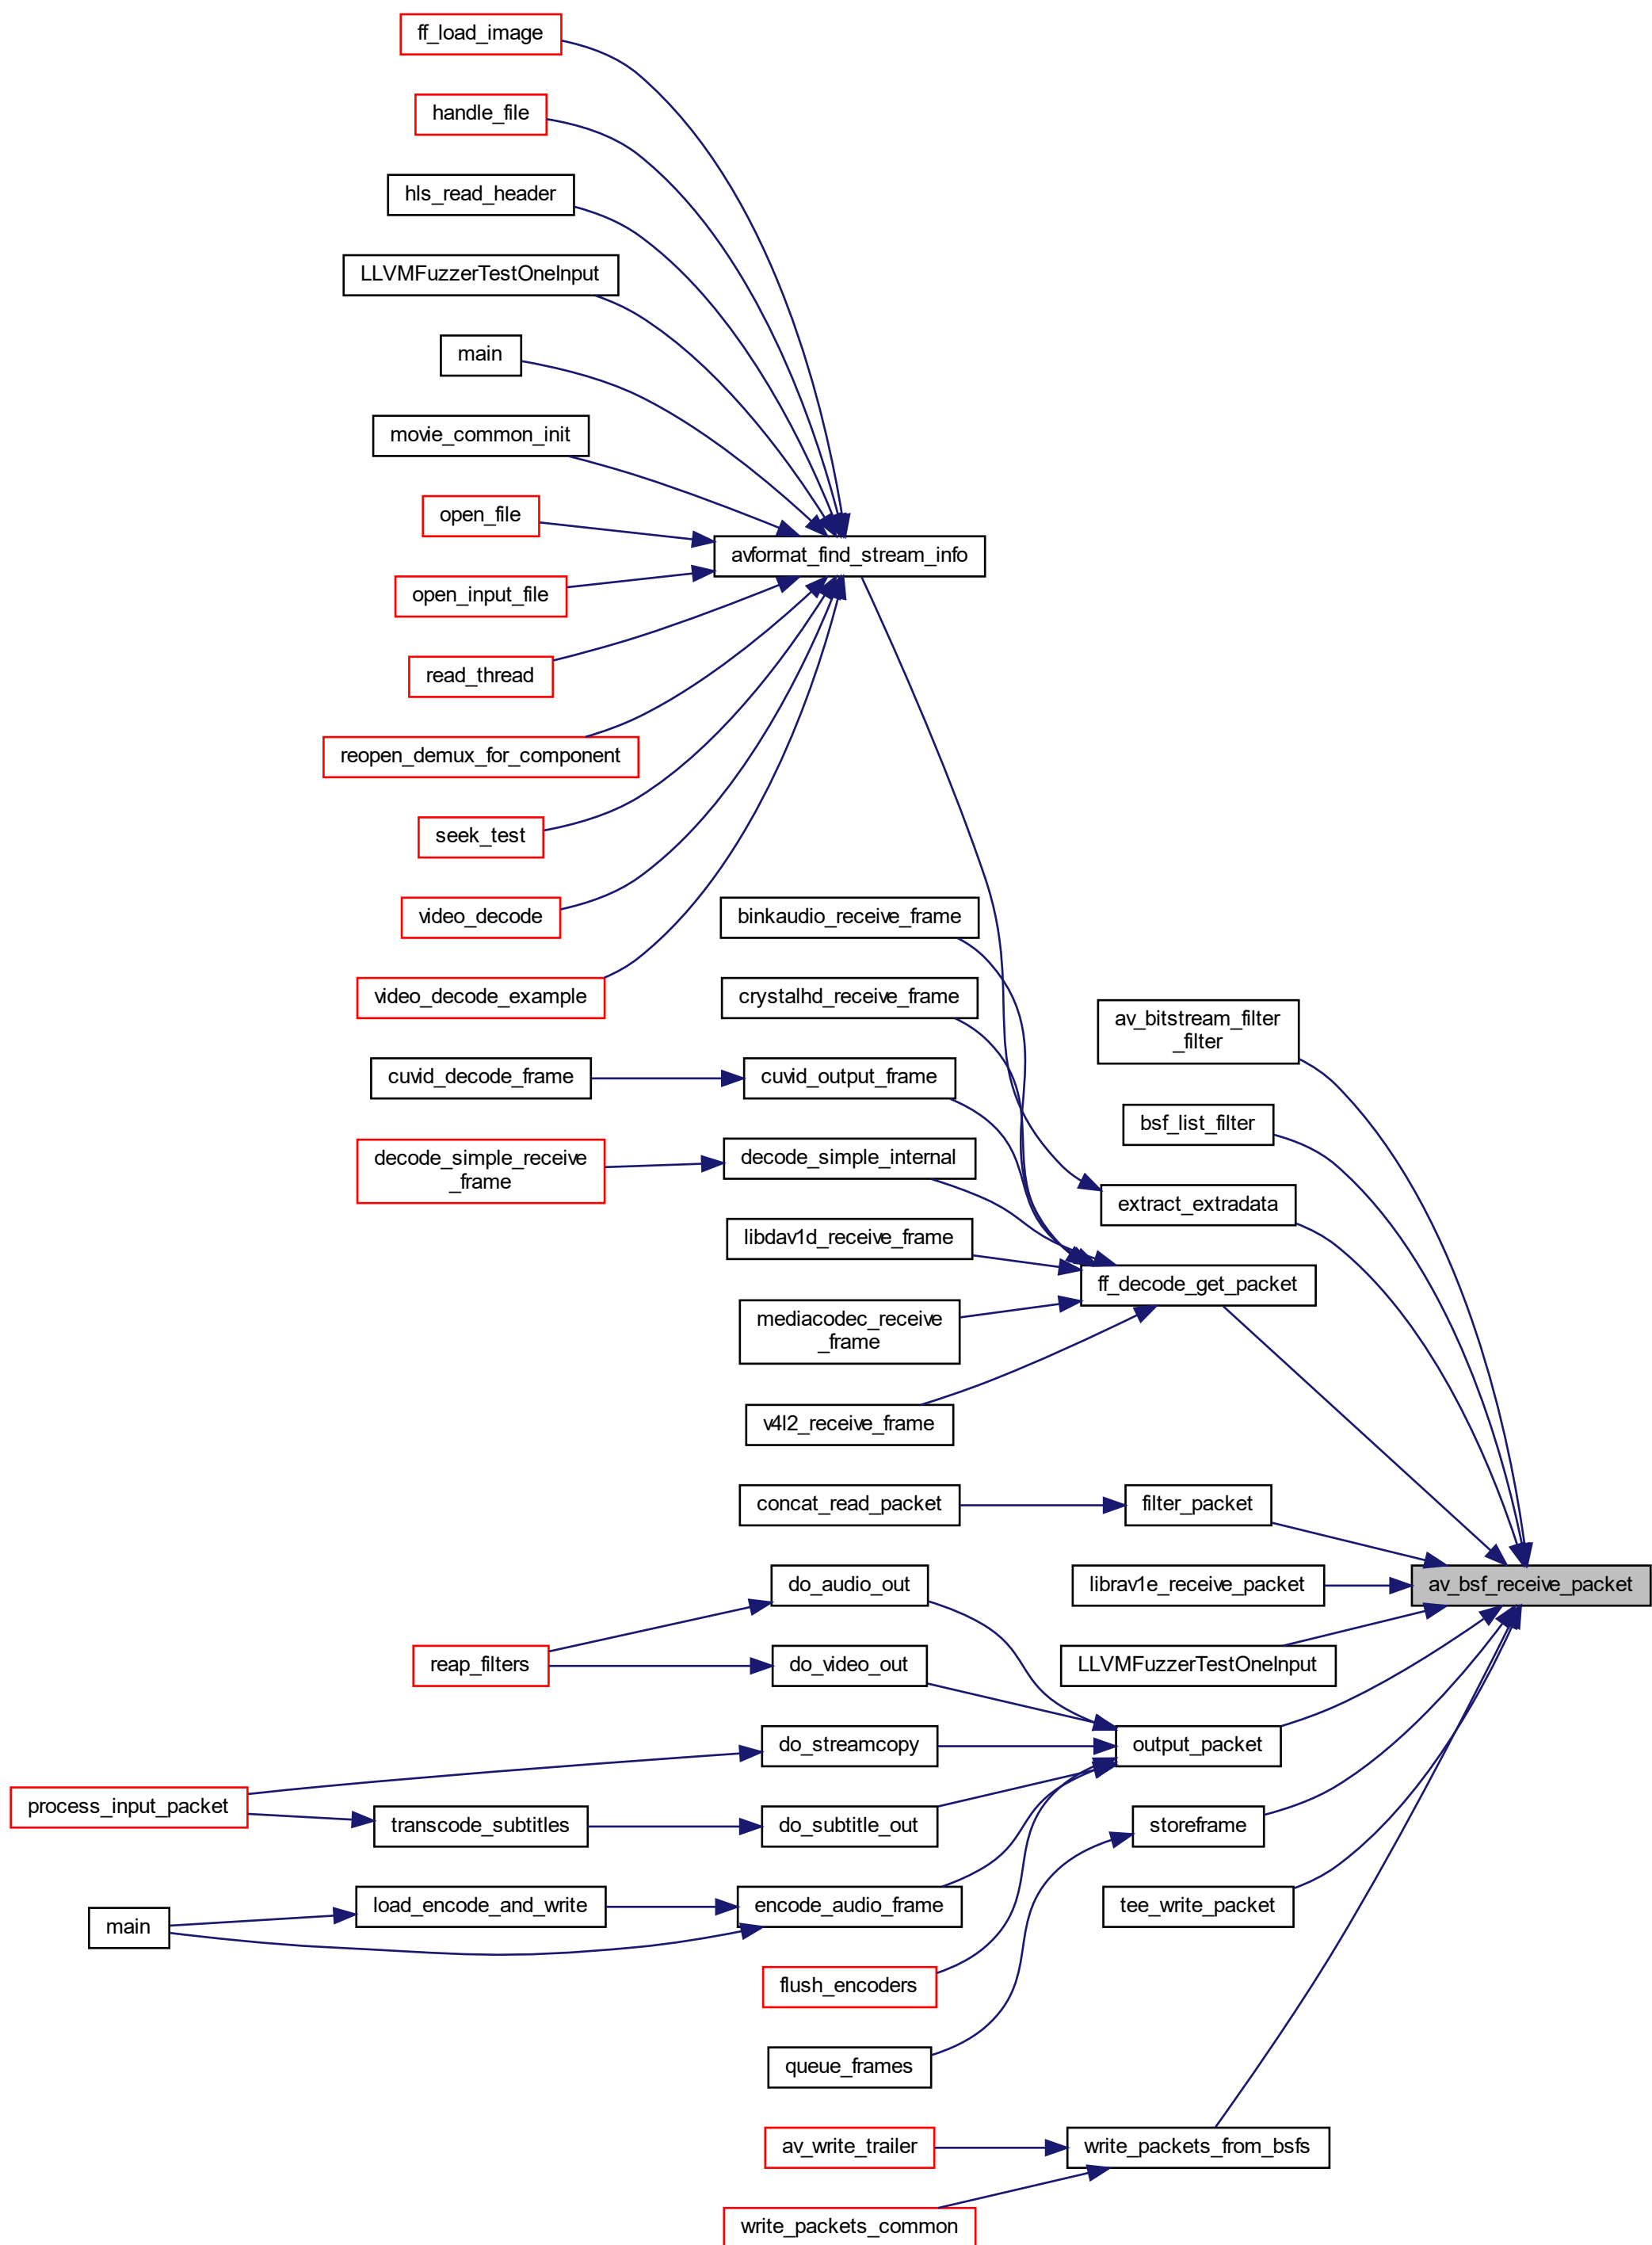 ff_load_image
handle_file
hls_read_header
LLVMFuzzerTestOneInput
main
movie_common_init
open_file
avformat_find_stream_info
open_input_file
read_thread
reopen_demux_for_component
seek_test
video_decode
binkaudio_receive_frame
video_decode_example
crystalhd_receive_frame
av_bitstream_filter
_filter
cuvid_decode_frame
cuvid_output_frame
bsf_list_filter
decode_simple_receive
_frame
decode_simple_internal
extract_extradata
libdav1d_receive_frame
ff_decode_get_packet
mediacodec_receive
_frame
v4l2_receive_frame
concat_read_packet
filter_packet
do_audio_out
librav1e_receive_packet
av_bsf_receive_packet
reap_filters
do_video_out
LLVMFuzzerTestOneInput
do_streamcopy
output_packet
process_input_packet
transcode_subtitles
do_subtitle_out
storeframe
load_encode_and_write
encode_audio_frame
tee_write_packet
main
flush_encoders
queue_frames
av_write_trailer
write_packets_from_bsfs
write_packets_common